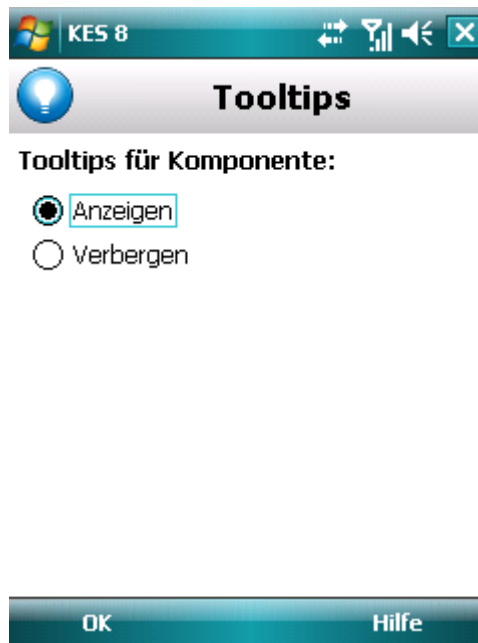 KES 8
Tooltips
Tooltips für Komponente:
Anzeigen
Verbergen
OK Hilfe